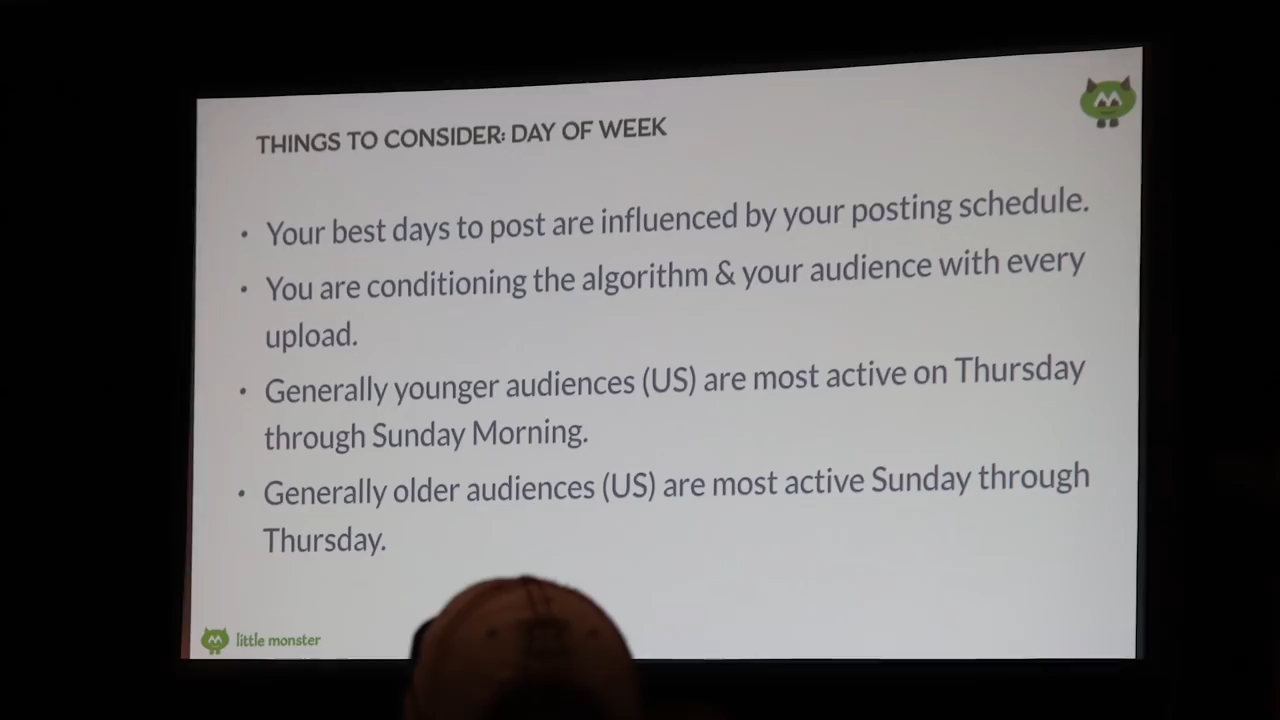 THINGS TO CONSIDER: DAY OF WEEK
• Your best days to post are influenced by your posting schedule.
• You are conditioning the algorithm & your audience with every
upload.
• Generally younger audiences (US) are most active on Thursday
through Sunday Morning.
• Generally older audiences (US) are most active Sunday through
Thursday.
little monster